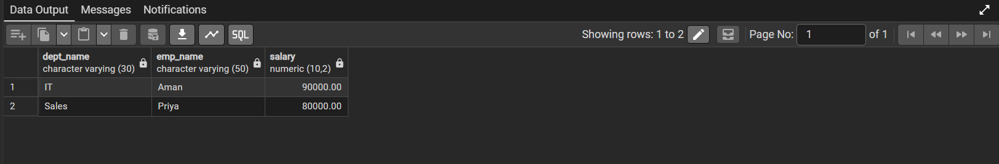 Data Output Messages Notifications
SQL Showing rows: 1 to 2 Page No: 1 of 1
dept_name emp_name salary
character varying (30) character varying (50) numeric (10,2)
1 IT Aman 90000.00
2 Sales Priya 80000.00